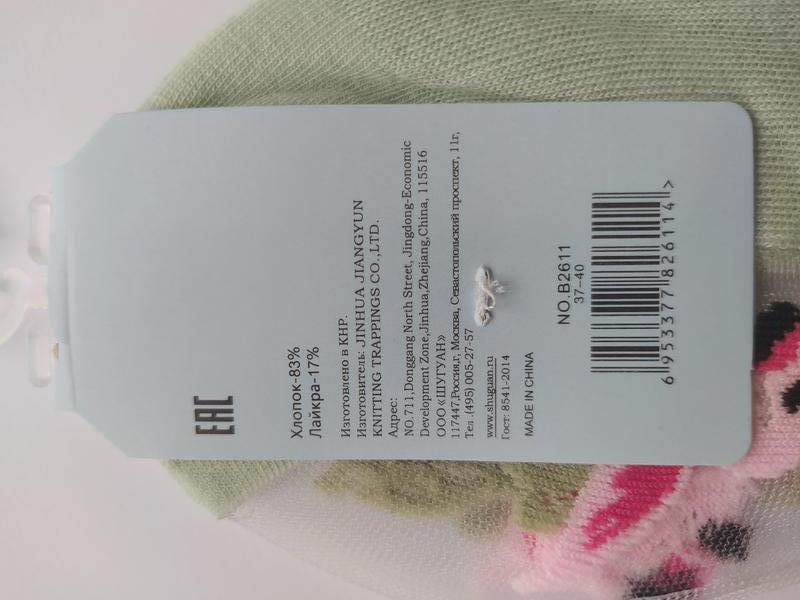 EAC
Хлопок-83%
Лайкра-17%
Изготовлено в КНР.
Изготовитель: JINHUA JIANGYUN
KNITTING TRAPPINGS CO.,LTD.
Адрес:
NO.711,Donggang North Street, Jingdong-Economic
Development Zone,Jinhua,Zhejiang,China, 115516
ООО«ШУГУАН»
117447,Россия,г, Москва, Севастопольский проспект, 11г,
Тел .(495) 005-27-57
www.shuguan.ru
Гост: 8541-2014
MADE IN CHINA
NO.B2611
37-40
6 953377 826114 >